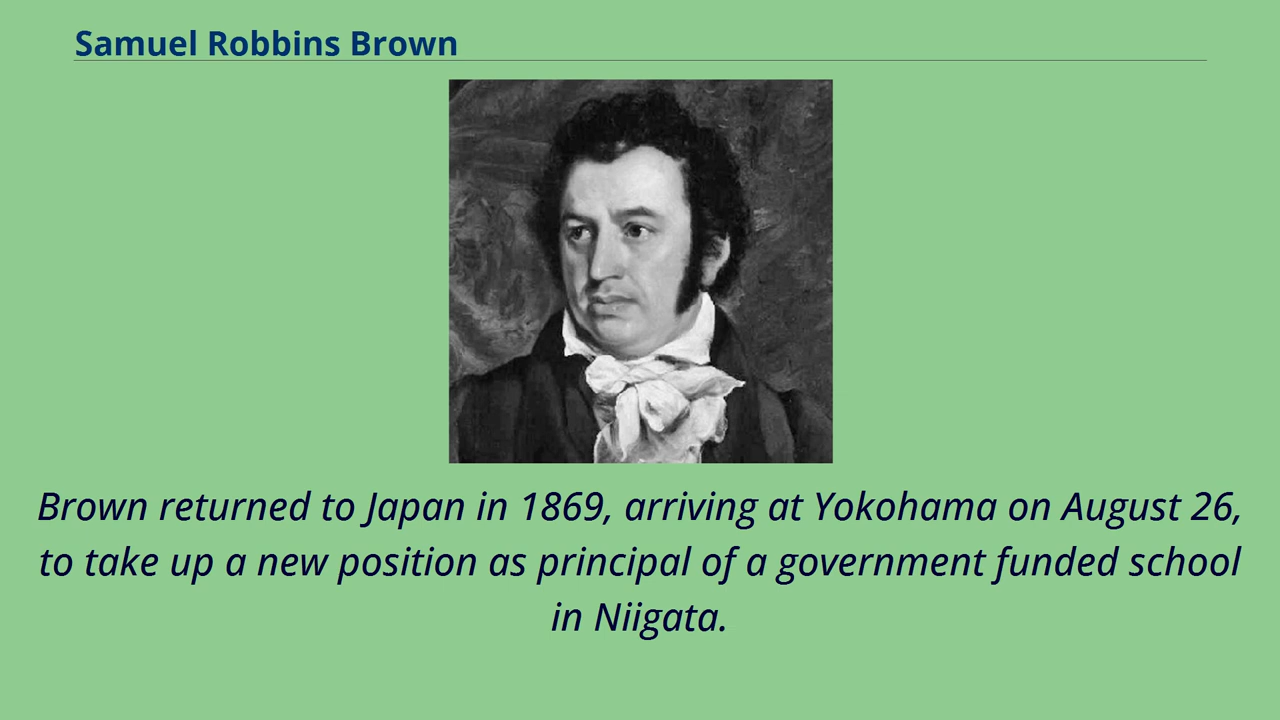 Samuel Robbins Brown
Brown returned to Japan in 1869, arriving at Yokohama on August 26,
to take up a new position as principal of a government funded school
in Niigata.